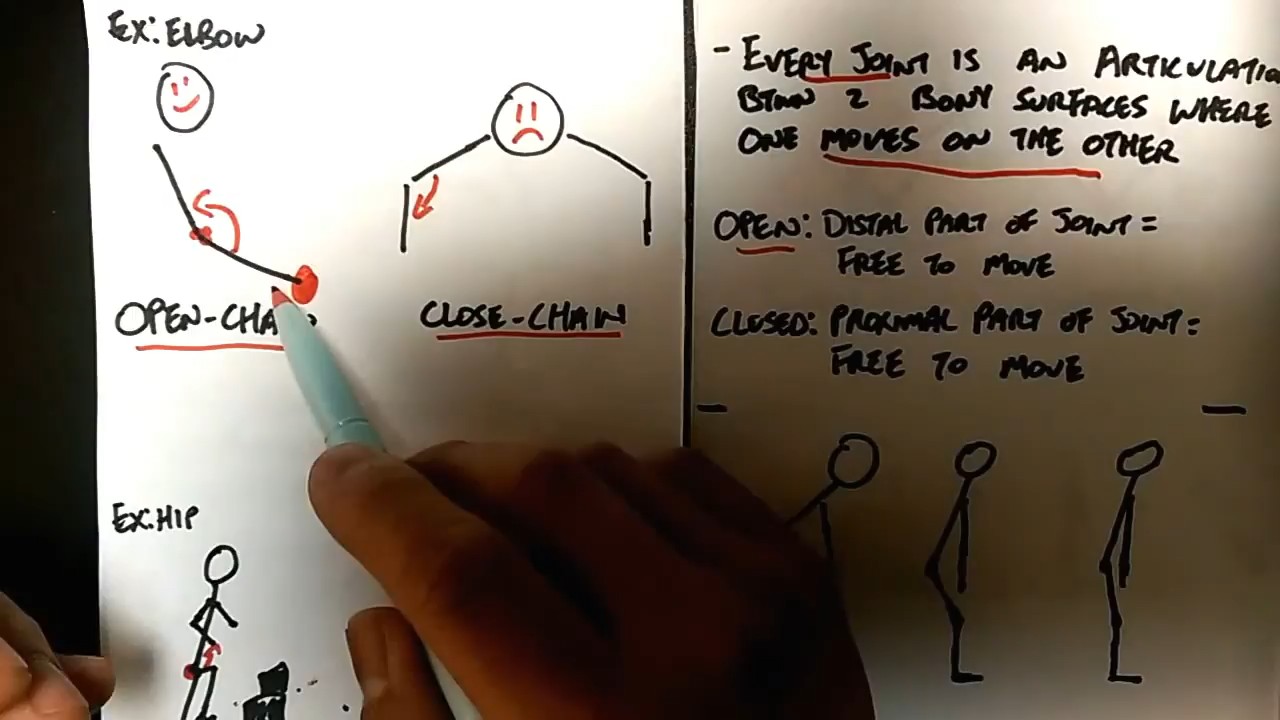 EX: ELBOW
OPEN-CHA
CLOSE-CHAIN
EX: HIP
- EVERY JOINT IS AN ARTICULATIO
BTWN 2 BONY SURFACES WHERE
ONE MOVES ON THE OTHER
OPEN: DISTAL PART OF JOINT =
FREE TO MOVE
CLOSED: PROXIMAL PART OF JOINT =
FREE TO MOVE